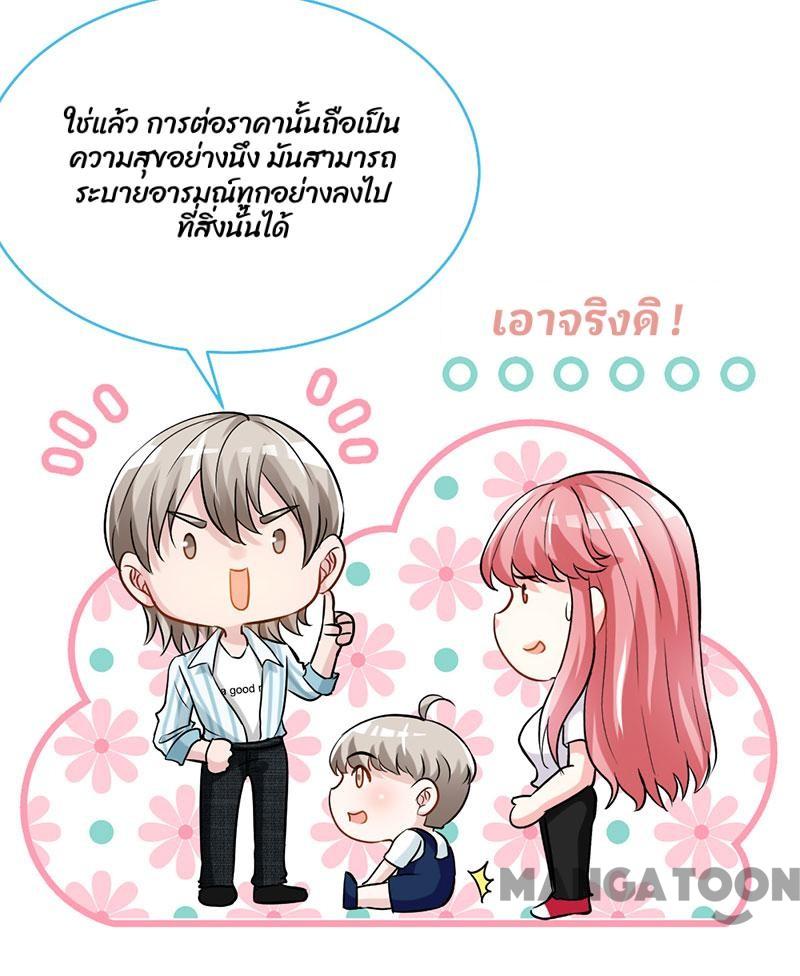 ใช่แล้ว การต่อราคานั้นถือเป็น
ความสุขอย่างนึง มันสามารถ
ระบายอารมณ์ทุกอย่างลงไป
ที่สิ่งนั้นได้
เอาจริงดิ !
a good
MANGATOON